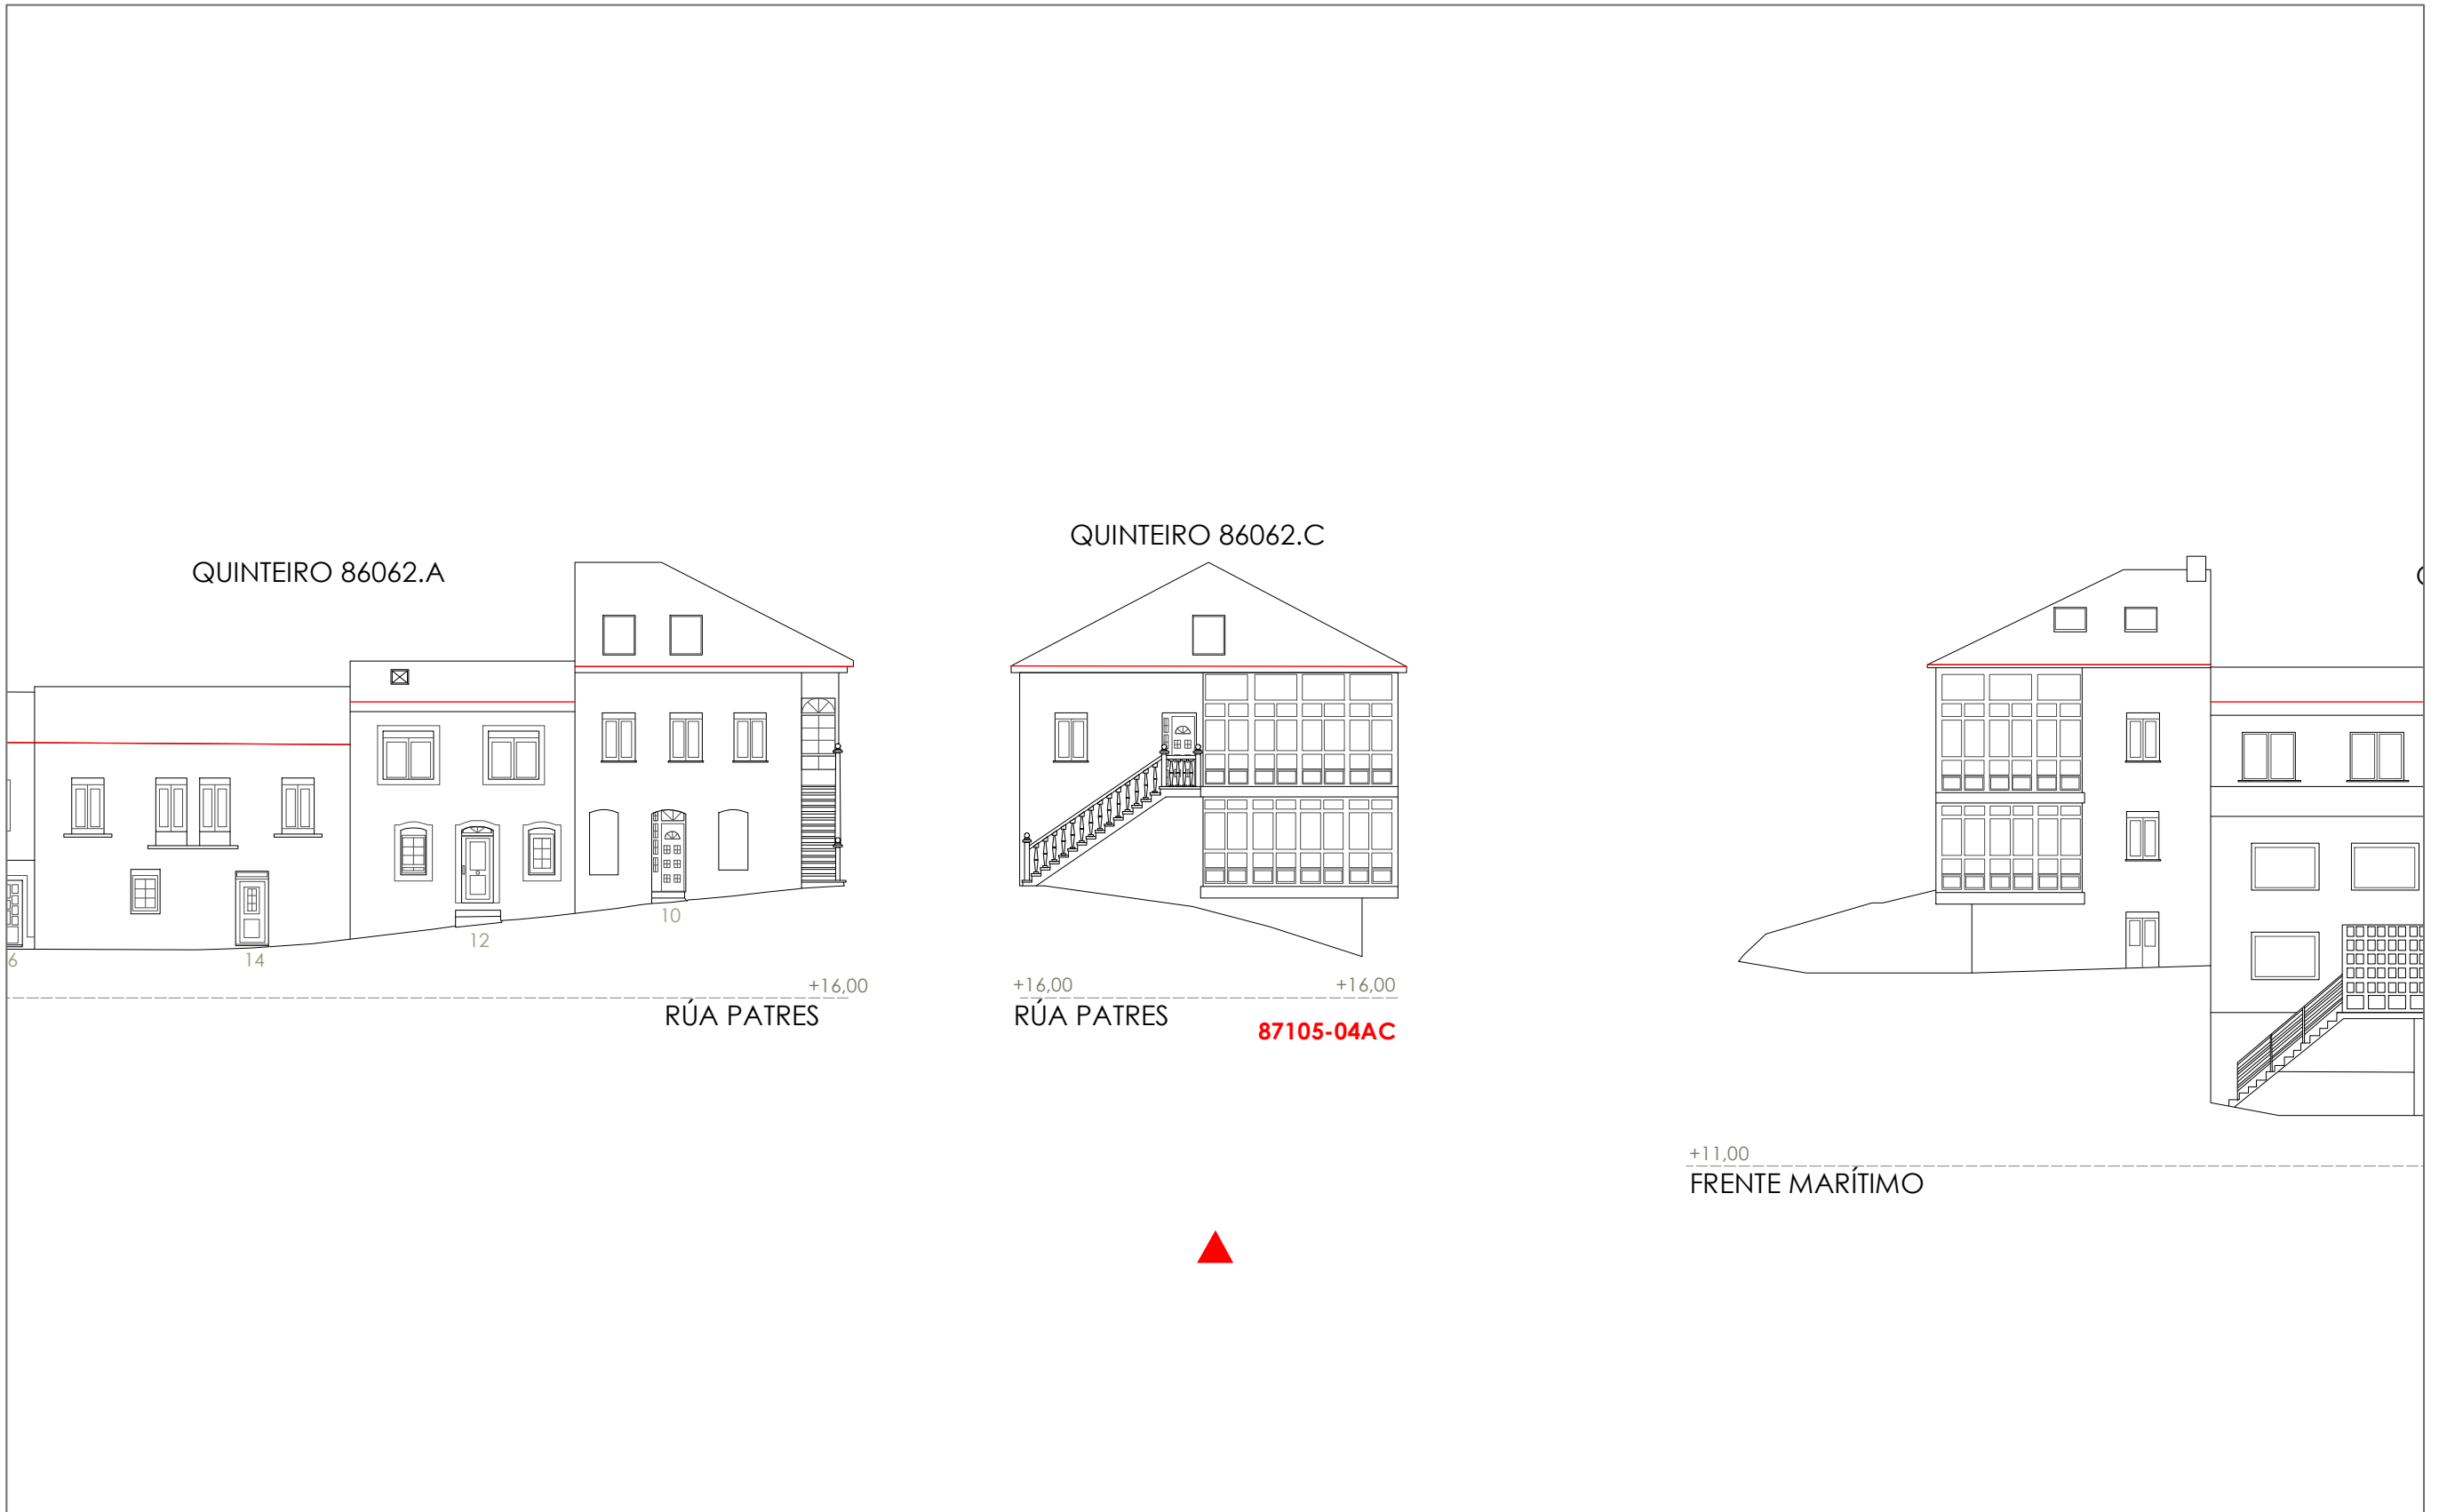 QUINTEIRO 86062.C
QUINTEIRO 86062.A
10
12
14
6
+16,00
+16,00
+16,00
RÚA PATRES
RÚA PATRES
87105-04AC
+11,00
FRENTE MARÍTIMO